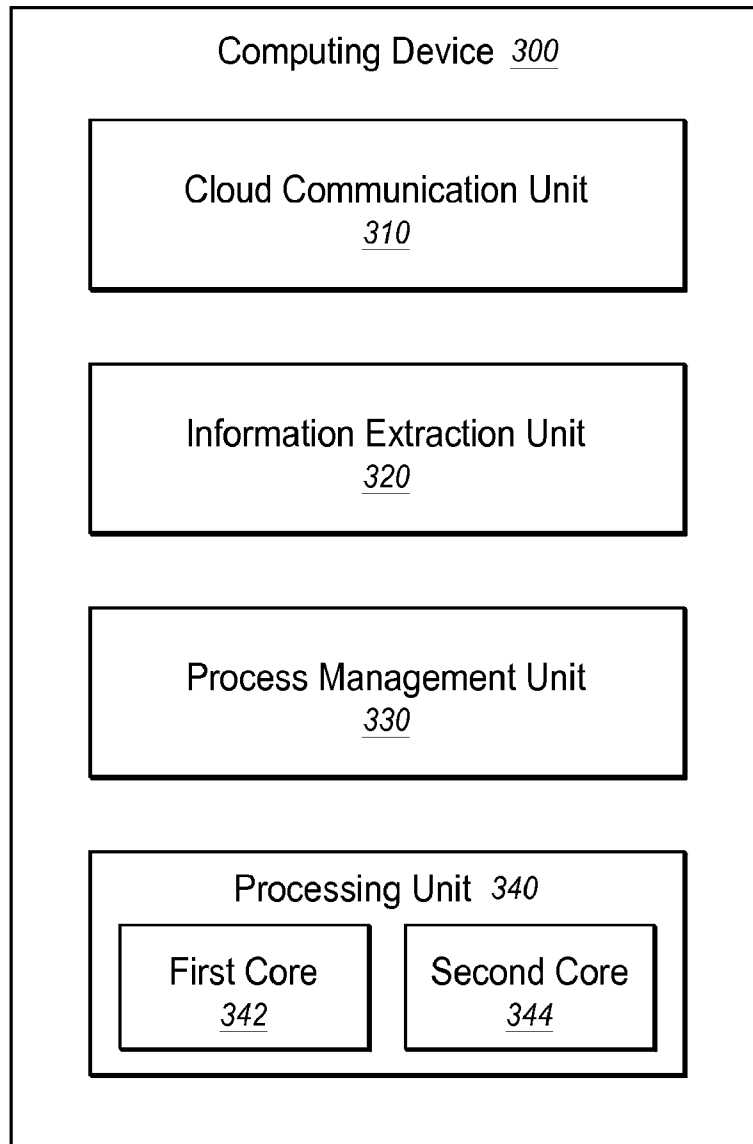 Computing Device 300
Cloud Communication Unit
310
Information Extraction Unit
320
Process Management Unit
330
Processing Unit 340
First Core
342
Second Core
344